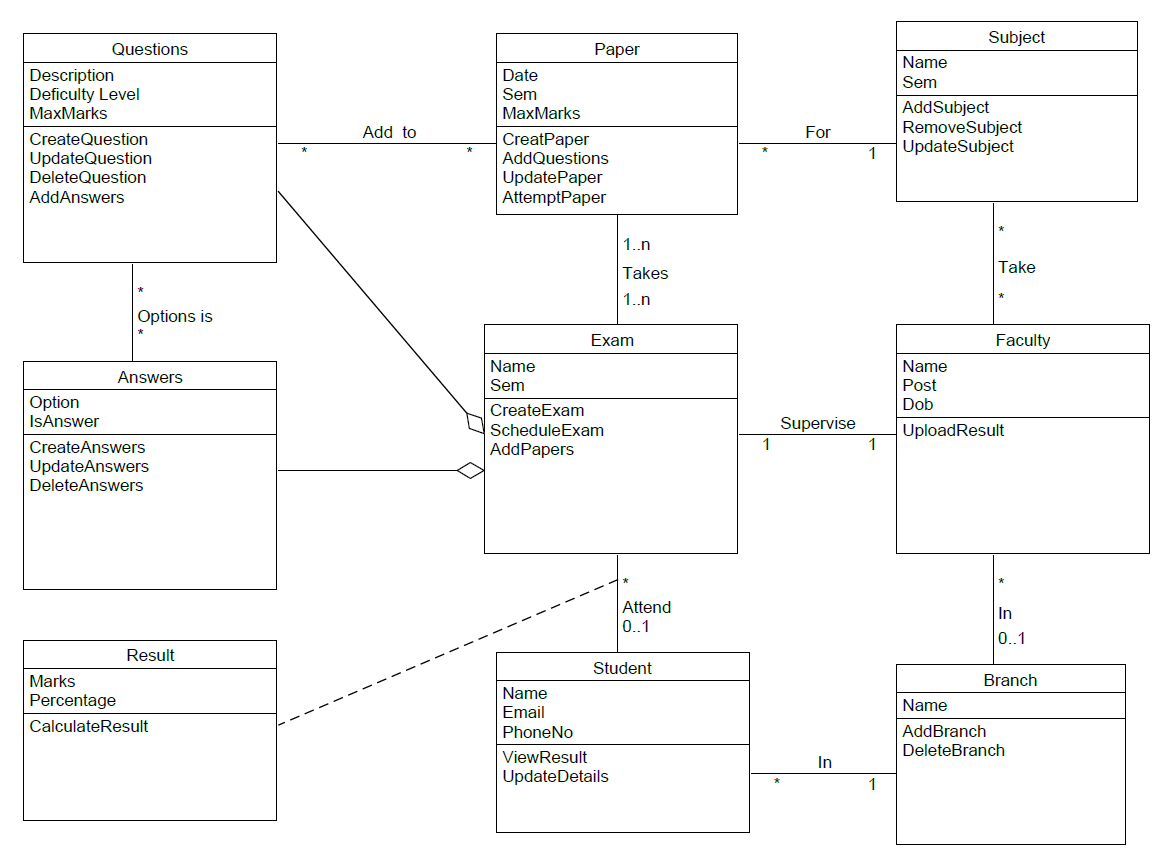 Questions
Description
Deficulty Level
MaxMarks
CreateQuestion
UpdateQuestion
DeleteQuestion
AddAnswers
Add to
*
*
Paper
Date
Sem
MaxMarks
CreatPaper
AddQuestions
UpdatePaper
AttemptPaper
For
*
1
Subject
Name
Sem
AddSubject
RemoveSubject
UpdateSubject
*
Options is
*
1..n
Takes
1..n
*
Take
*
Answers
Option
IsAnswer
CreateAnswers
UpdateAnswers
DeleteAnswers
Exam
Name
Sem
CreateExam
ScheduleExam
AddPapers
Supervise
1
1
Faculty
Name
Post
Dob
UploadResult
*
Attend
0..1
*
In
0..1
Result
Marks
Percentage
CalculateResult
Student
Name
Email
PhoneNo
ViewResult
UpdateDetails
In
*
1
Branch
Name
AddBranch
DeleteBranch